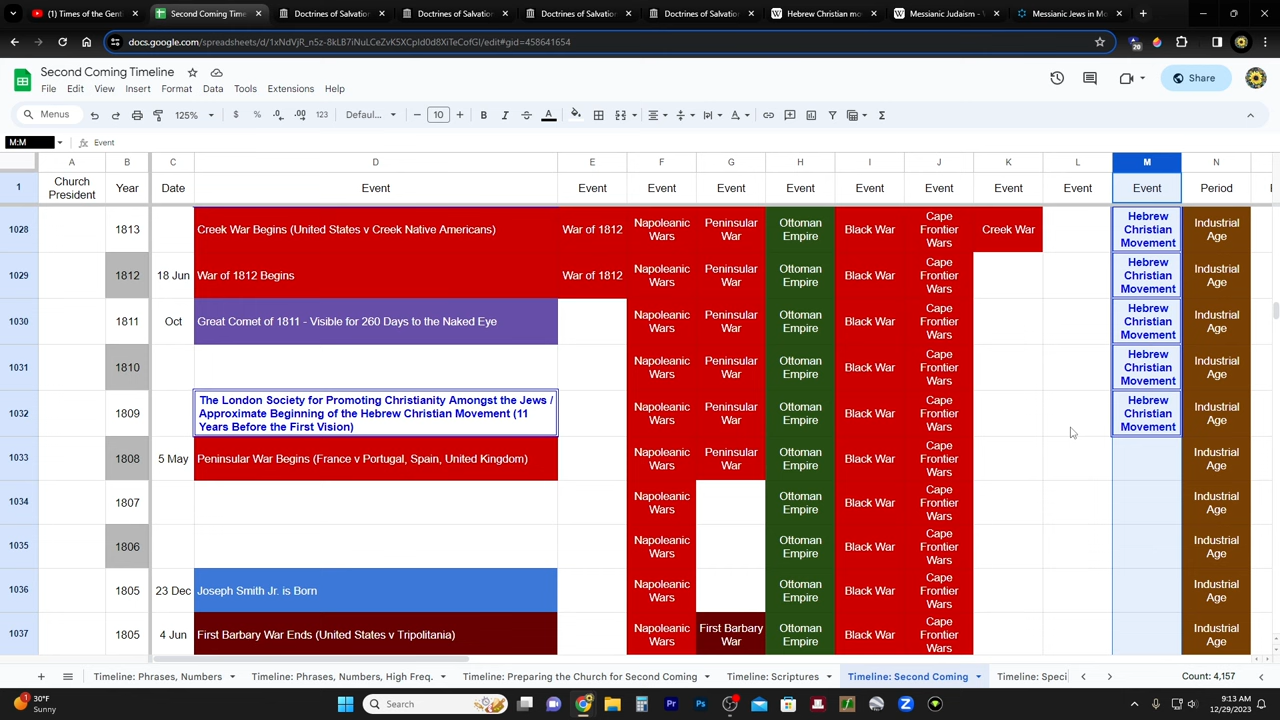 (1) Times of the Gent
Second Coming Time
Doctrines of Salvatio
Doctrines of Salvatio
Doctrines of Salvatio
Doctrines of Salvatio
Hebrew Christian mo
Messianic Judaism - V
Messianic Jews in Mo
docs.google.com/spreadsheets/d/1xNdVjR_n5z-8kLB7iNuLCeZvK5XCpId0d8XiTeCofGI/edit#gid=458641654
20
Second Coming Timeline
File Edit View Insert Format Data Tools Extensions Help
Share
Menus 125% $ % .0 .00 123 Defaul... 10 B I S A
M:M fx Event
A B C D E F G H I J K L M N
1 Church President Year Date Event Event Event Event Event Event Event Event Event Event Period
1028 1813 Creek War Begins (United States v Creek Native Americans) War of 1812 Napoleanic Wars Peninsular War Ottoman Empire Black War Cape Frontier Wars Creek War Hebrew Christian Movement Industrial Age
1029 1812 18 Jun War of 1812 Begins War of 1812 Napoleanic Wars Peninsular War Ottoman Empire Black War Cape Frontier Wars Hebrew Christian Movement Industrial Age
1030 1811 Oct Great Comet of 1811 - Visible for 260 Days to the Naked Eye Napoleanic Wars Peninsular War Ottoman Empire Black War Cape Frontier Wars Hebrew Christian Movement Industrial Age
1031 1810 Napoleanic Wars Peninsular War Ottoman Empire Black War Cape Frontier Wars Hebrew Christian Movement Industrial Age
1032 1809 The London Society for Promoting Christianity Amongst the Jews / Approximate Beginning of the Hebrew Christian Movement (11 Years Before the First Vision) Napoleanic Wars Peninsular War Ottoman Empire Black War Cape Frontier Wars Hebrew Christian Movement Industrial Age
1033 1808 5 May Peninsular War Begins (France v Portugal, Spain, United Kingdom) Napoleanic Wars Peninsular War Ottoman Empire Black War Cape Frontier Wars Industrial Age
1034 1807 Napoleanic Wars Ottoman Empire Black War Cape Frontier Wars Industrial Age
1035 1806 Napoleanic Wars Ottoman Empire Black War Cape Frontier Wars Industrial Age
1036 1805 23 Dec Joseph Smith Jr. is Born Napoleanic Wars Ottoman Empire Black War Cape Frontier Wars Industrial Age
1037 1805 4 Jun First Barbary War Ends (United States v Tripolitania) Napoleanic Wars First Barbary War Ottoman Empire Black War Cape Frontier Wars Industrial Age
Timeline: Phrases, Numbers Timeline: Phrases, Numbers, High Freq. Timeline: Preparing the Church for Second Coming Timeline: Scriptures Timeline: Second Coming Timeline: Speci Count: 4,157
30°F
Sunny
Search
9:13 AM
12/29/2023